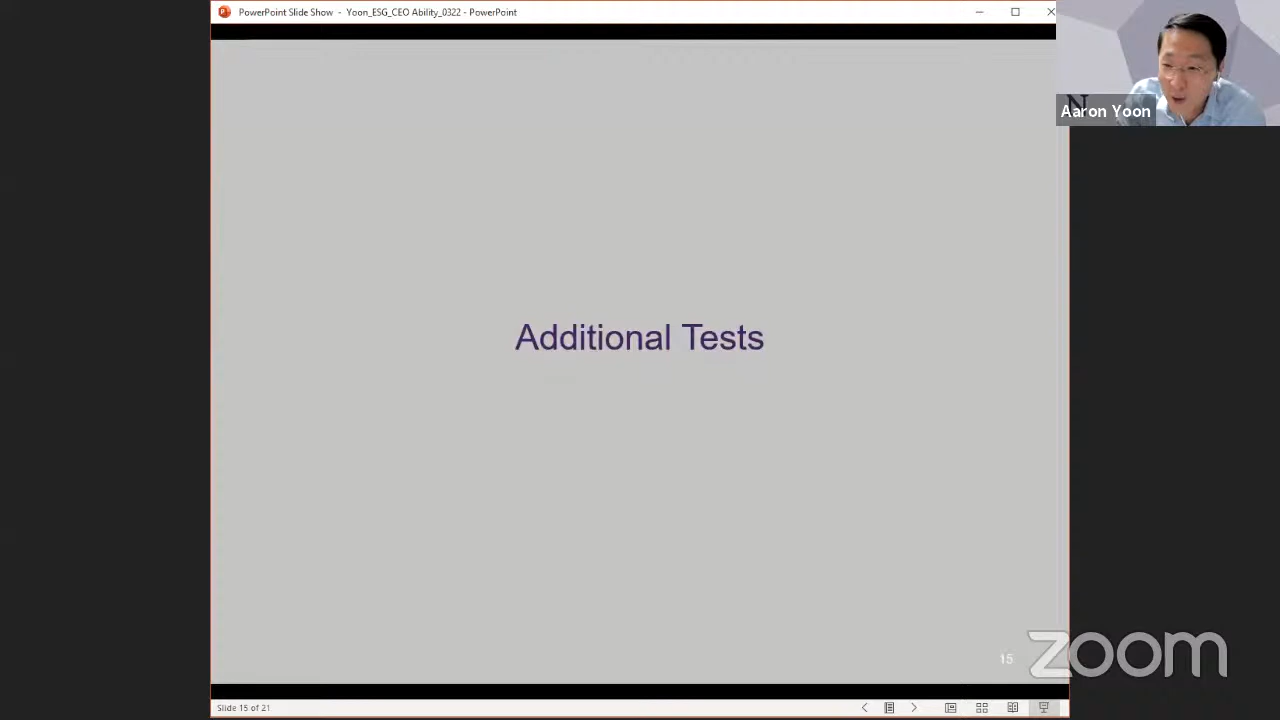 PowerPoint Slide Show - Yoon_ESG_CEO Ability_0322 - PowerPoint
N
Aaron Yoon
Additional Tests
15
zoom
Slide 15 of 21